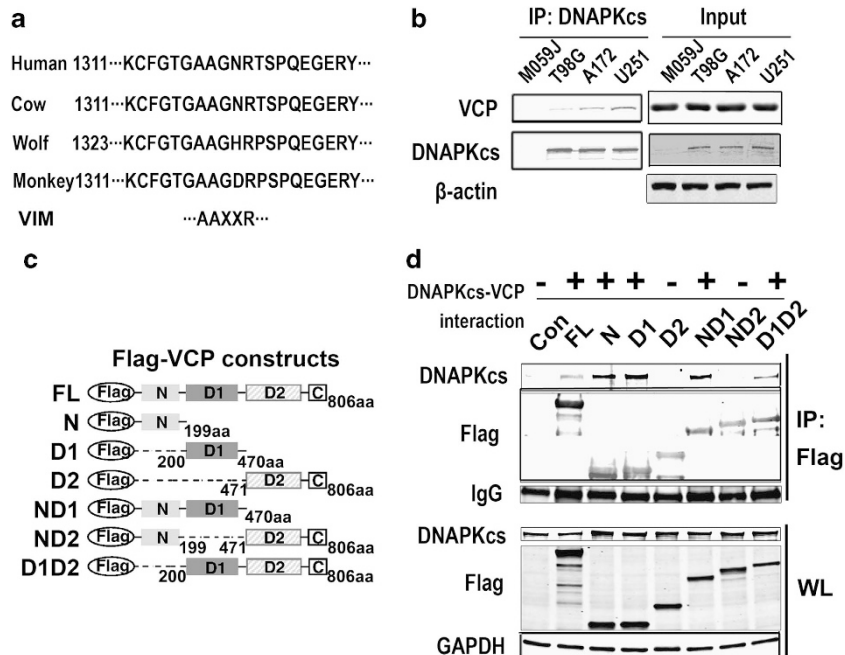 a
Human 1311···KCFGTGAAGNRTSPQEGERY···
Cow 1311···KCFGTGAAGNRTSPQEGERY···
Wolf 1323···KCFGTGAAGHRPSPQEGERY···
Monkey1311···KCFGTGAAGDRPSPQEGERY···
VIM ···AAXXR···
b
IP: DNAPKcs Input
M059J T98G A172 U251 M059J T98G A172 U251
VCP
DNAPKcs
β-actin
c
Flag-VCP constructs
FL Flag N D1 D2 C 806aa
N Flag N 199aa
D1 Flag 200 D1 470aa
D2 Flag 471 D2 C 806aa
ND1 Flag N D1 470aa
ND2 Flag N 199 471 D2 C 806aa
D1D2 Flag 200 D1 D2 C 806aa
d
DNAPKcs-VCP interaction - + + + - + - +
Con FL N D1 D2 ND1 ND2 D1D2
DNAPKcs
Flag
IgG
IP:
Flag
DNAPKcs
Flag
GAPDH
WL